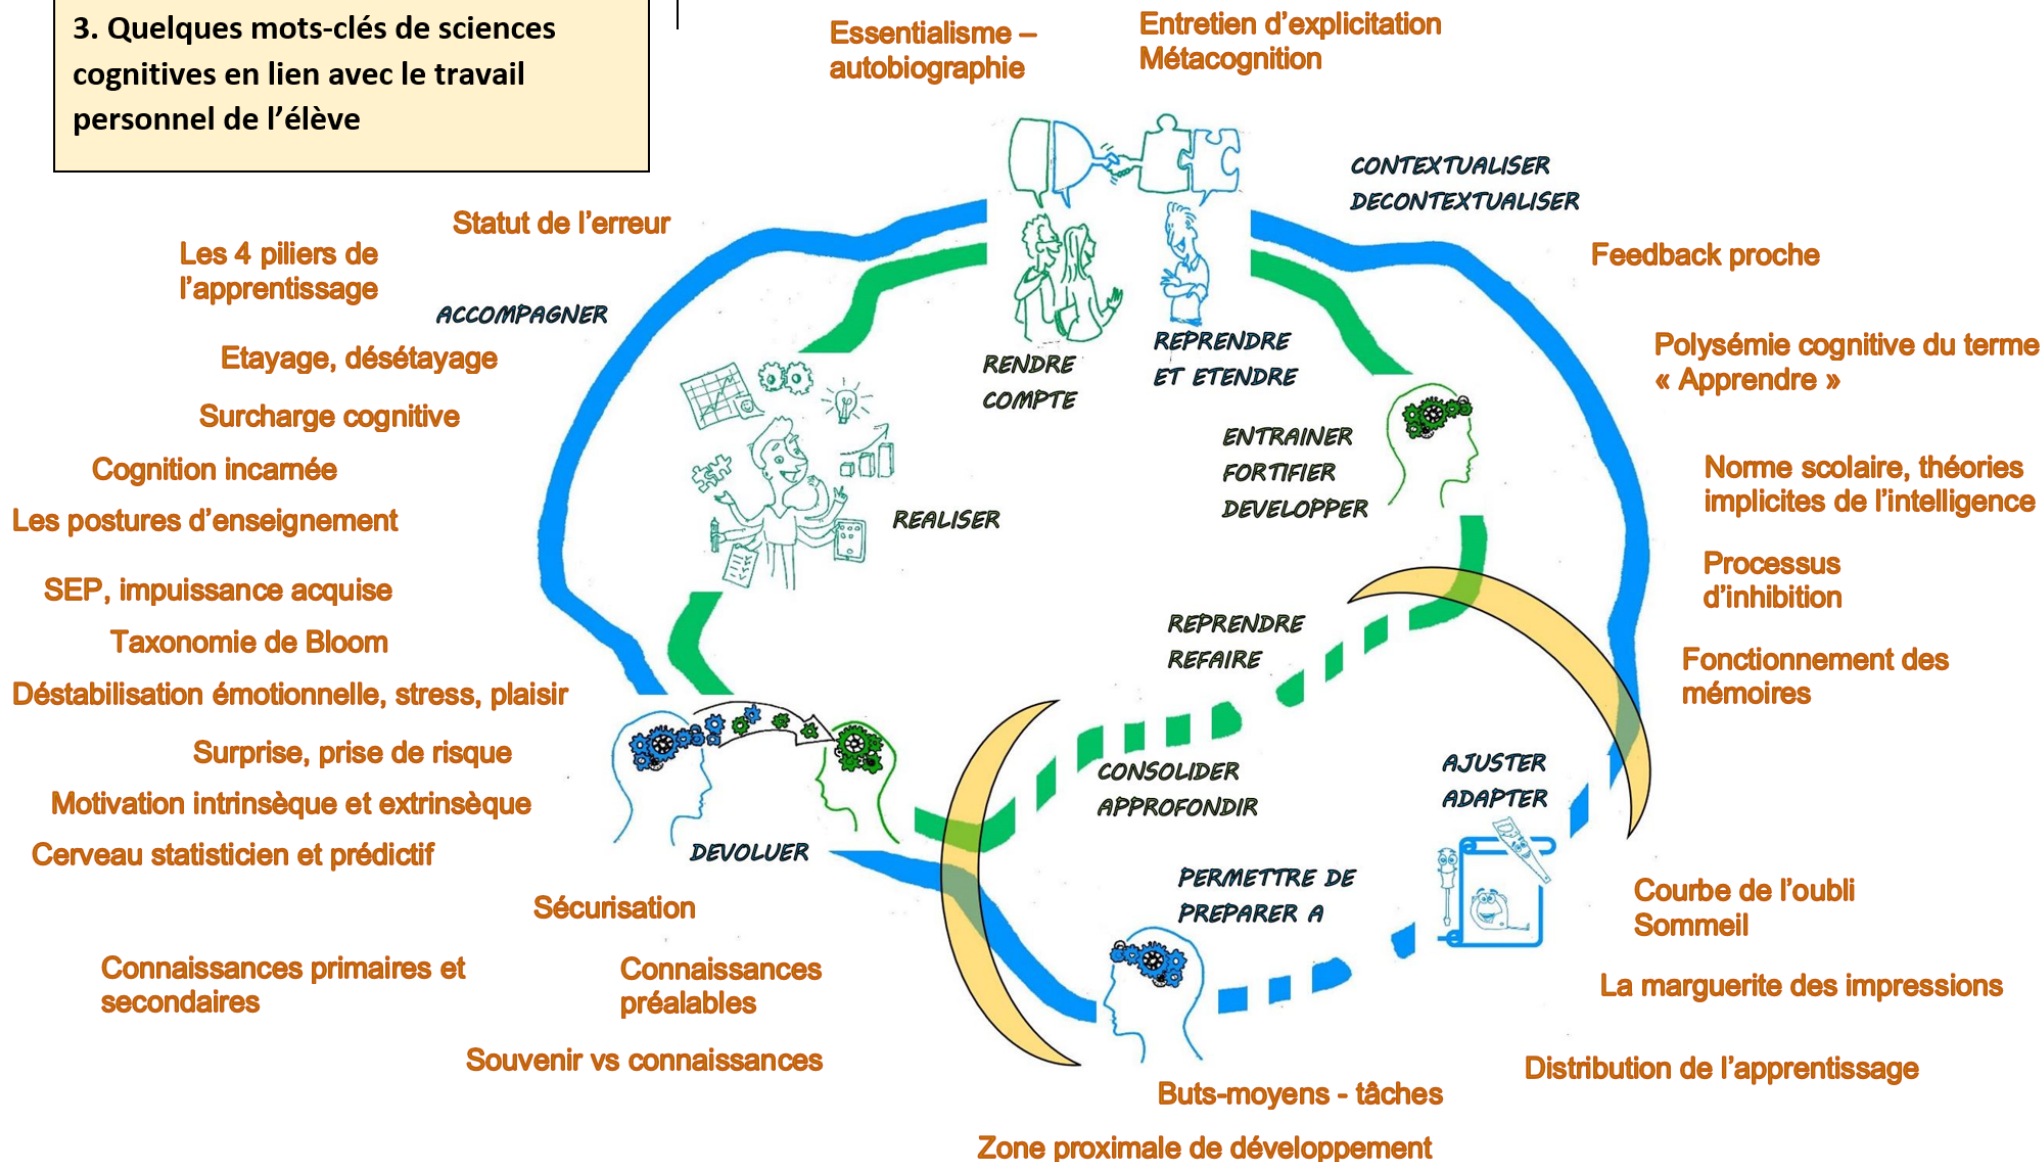 3. Quelques mots-clés de sciences
cognitives en lien avec le travail
personnel de l'élève
Essentialisme –
autobiographie
Entretien d'explicitation
Métacognition
CONTEXTUALISER
DECONTEXTUALISER
Statut de l'erreur
Les 4 piliers de
l'apprentissage
ACCOMPAGNER
Feedback proche
Etayage, désétayage
RENDRE
COMPTE
REPRENDRE
ET ETENDRE
Polysémie cognitive du terme
« Apprendre »
Surcharge cognitive
ENTRAINER
FORTIFIER
DEVELOPPER
Cognition incarnée
Norme scolaire, théories
implicites de l'intelligence
Les postures d'enseignement
REALISER
SEP, impuissance acquise
Processus
d'inhibition
Taxonomie de Bloom
REPRENDRE
REFAIRE
Fonctionnement des
mémoires
Déstabilisation émotionnelle, stress, plaisir
Surprise, prise de risque
Motivation intrinsèque et extrinsèque
CONSOLIDER
APPROFONDIR
AJUSTER
ADAPTER
Cerveau statisticien et prédictif
DEVOLUER
Sécurisation
PERMETTRE DE
PREPARER A
Courbe de l'oubli
Sommeil
Connaissances primaires et
secondaires
Connaissances
préalables
La marguerite des impressions
Souvenir vs connaissances
Distribution de l'apprentissage
Buts-moyens - tâches
Zone proximale de développement